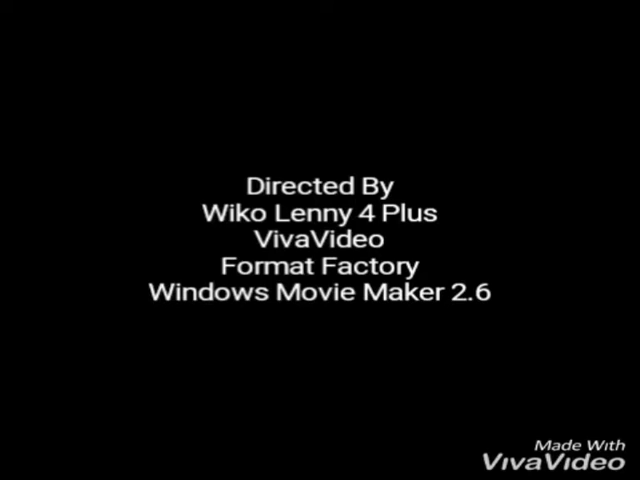 Directed By
Wiko Lenny 4 Plus
VivaVideo
Format Factory
Windows Movie Maker 2.6
Made With
VivaVideo